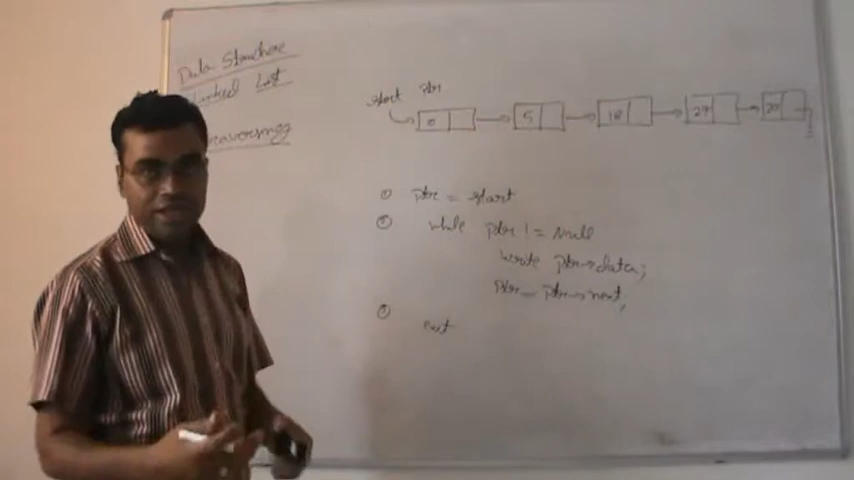 Data Structure
Linked List
Traversing
start ptr
0 5 18 27 20
① ptr = start
② while ptr != null
write ptr→data;
ptr = ptr→next;
exit